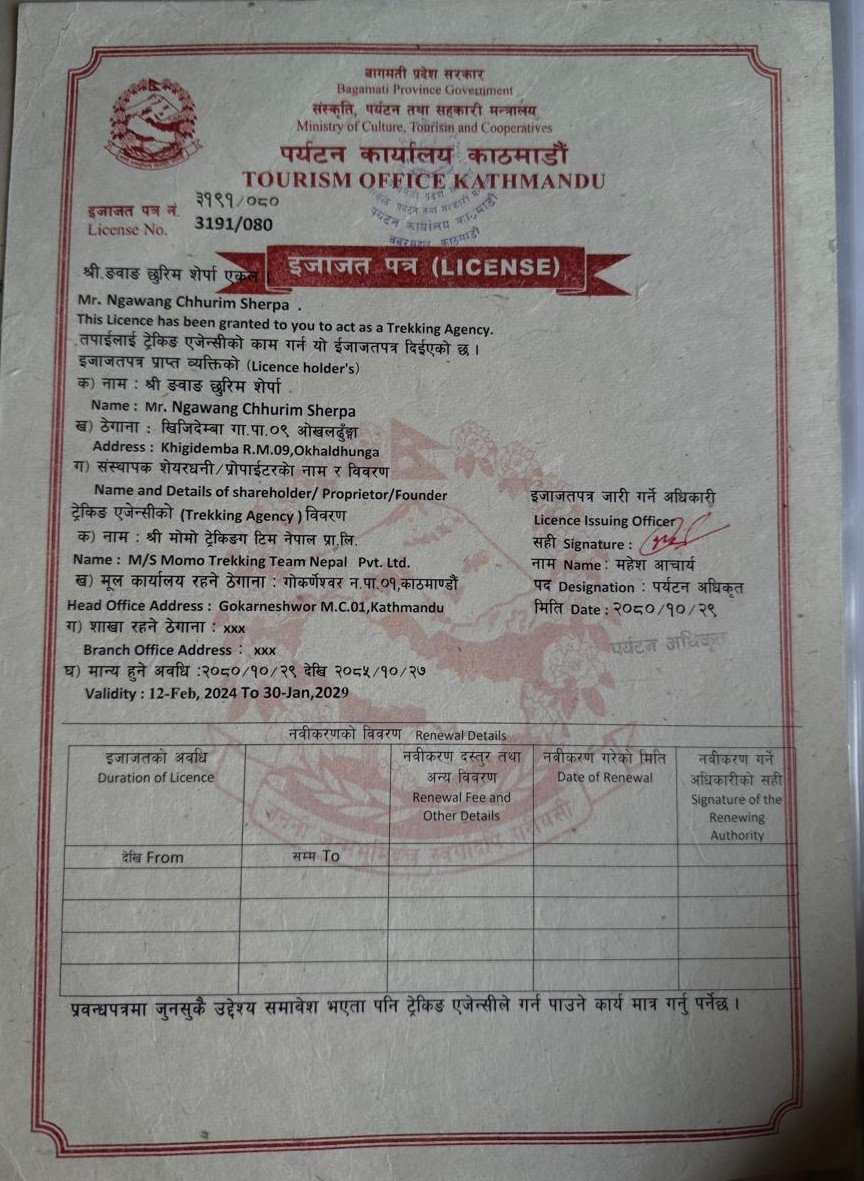 बागमती प्रदेश सरकार
Bagamati Province Government
संस्कृति, पर्यटन तथा सहकारी मन्त्रालय
Ministry of Culture, Tourism and Cooperatives
पर्यटन कार्यालय काठमाडौं
TOURISM OFFICE KATHMANDU
पर्यटन कार्यालय काठमाडौं
इजाजत पत्र नं. ३१९१/०८०
License No. 3191/080
इजाजत पत्र (LICENSE)
श्री.ङवाङ छुरिम शेर्पा एकल ।
Mr. Ngawang Chhurim Sherpa .
This Licence has been granted to you to act as a Trekking Agency.
तपाईलाई ट्रेकिङ एजेन्सीको काम गर्न यो ईजाजतपत्र दिईएको छ ।
इजाजतपत्र प्राप्त व्यक्तिको (Licence holder's)
क) नाम : श्री ङवाङ छुरिम शेर्पा
Name : Mr. Ngawang Chhurim Sherpa
ख) ठेगाना : खिजिदेम्बा गा.पा.०९ ओखलढुँङ्गा
Address : Khigidemba R.M.09,Okhaldhunga
ग) संस्थापक शेयरधनी/प्रोपाईटरको नाम र विवरण
Name and Details of shareholder/ Proprietor/Founder
ट्रेकिङ एजेन्सीको (Trekking Agency ) विवरण
क) नाम : श्री मोमो ट्रेकिङग टिम नेपाल प्रा.लि.
Name : M/S Momo Trekking Team Nepal Pvt. Ltd.
ख) मूल कार्यालय रहने ठेगाना : गोकर्णेश्वर न.पा.०१,काठमाण्डौं
Head Office Address : Gokarneshwor M.C.01,Kathmandu
ग) शाखा रहने ठेगाना : xxx
Branch Office Address : xxx
घ) मान्य हुने अवधि :२०८०/१०/२९ देखि २०८५/१०/२७
Validity : 12-Feb, 2024 To 30-Jan,2029
इजाजतपत्र जारी गर्ने अधिकारी
Licence Issuing Officer
सही Signature :
नाम Name : महेश आचार्य
पद Designation : पर्यटन अधिकृत
मिति Date : २०८०/१०/२९
पर्यटन अधिकृत
नवीकरणको विवरण Renewal Details
इजाजतको अवधि
Duration of Licence
नवीकरण दस्तुर तथा
अन्य विवरण
Renewal Fee and
Other Details
नवीकरण गरेको मिति
Date of Renewal
नवीकरण गर्ने
अधिकारीको सही
Signature of the
Renewing
Authority
देखि From
सम्म To
प्रवन्धपत्रमा जुनसुकै उद्देश्य समावेश भएता पनि ट्रेकिङ एजेन्सीले गर्न पाउने कार्य मात्र गर्नु पर्नेछ ।